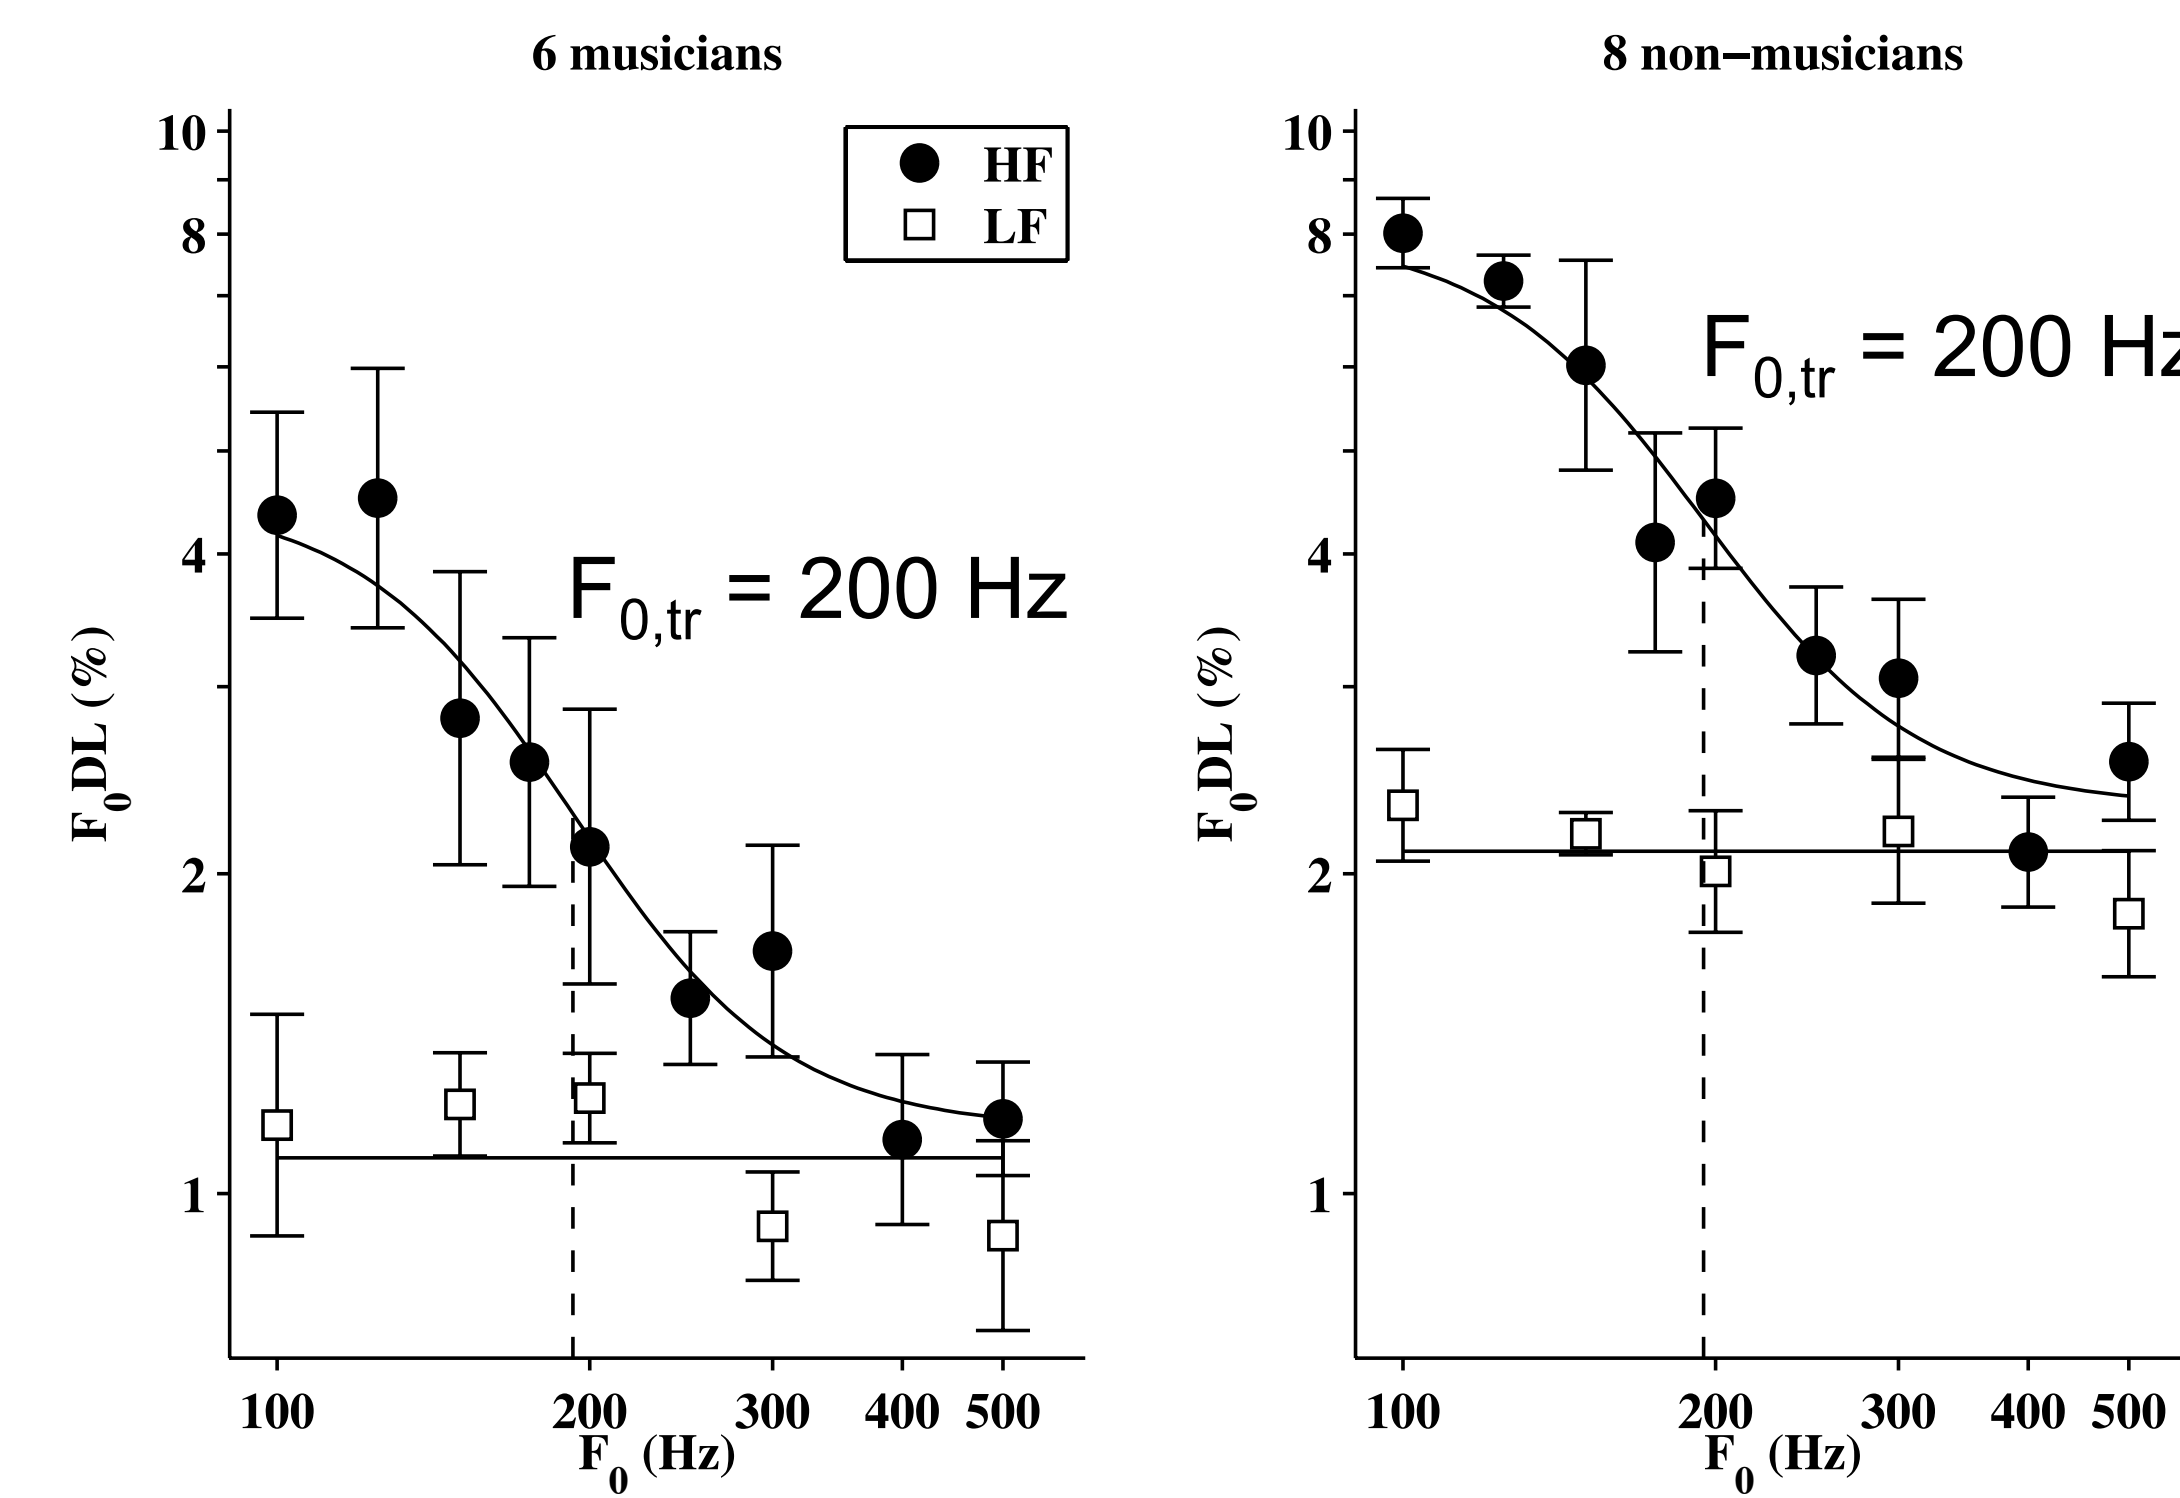 6 musicians
10
8
4
2
1
F0DL (%)
HF
LF
F0,tr = 200 Hz
100 200 300 400 500
F0 (Hz)
8 non−musicians
10
8
4
2
1
F0DL (%)
F0,tr = 200 Hz
100 200 300 400 500
F0 (Hz)